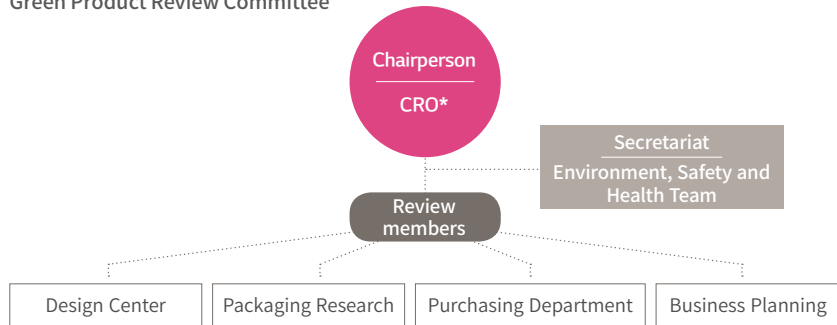 Green Product Review Committee
Chairperson
CRO*
Secretariat
Environment, Safety and
Health Team
Review
members
Design Center
Packaging Research
Purchasing Department
Business Planning